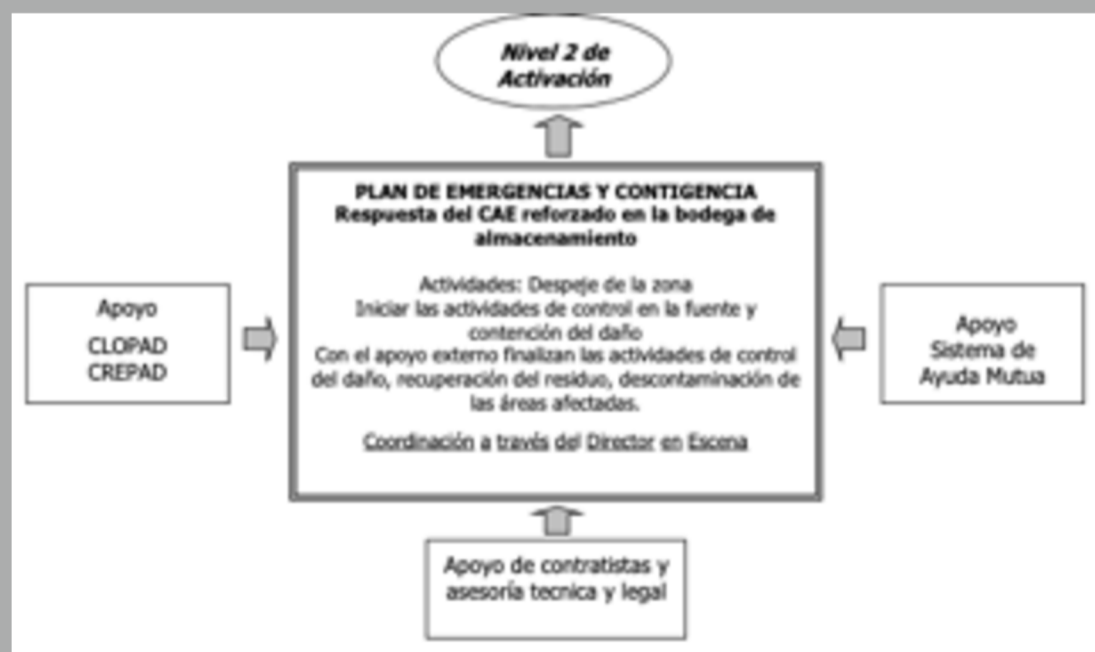 Nivel 2 de
Activación
PLAN DE EMERGENCIAS Y CONTIGENCIA
Respuesta del CAE reforzado en la bodega de
almacenamiento
Actividades: Despeje de la zona
Iniciar las actividades de control en la fuente y
contención del daño
Con el apoyo externo finalizan las actividades de control
del daño, recuperación del residuo, descontaminación de
las áreas afectadas.
Coordinación a través del Director en Escena
Apoyo
CLOPAD
CREPAD
Apoyo
Sistema de
Ayuda Mutua
Apoyo de contratistas y
asesoría tecnica y legal